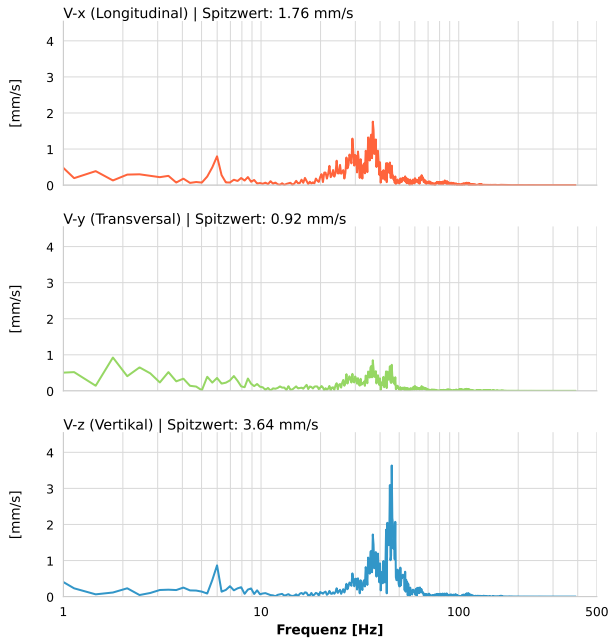 V-x (Longitudinal) | Spitzwert: 1.76 mm/s
4
3
2
1
0
[mm/s]
V-y (Transversal) | Spitzwert: 0.92 mm/s
4
3
2
1
0
[mm/s]
V-z (Vertikal) | Spitzwert: 3.64 mm/s
4
3
2
1
0
[mm/s]
1 10 100 500
Frequenz [Hz]